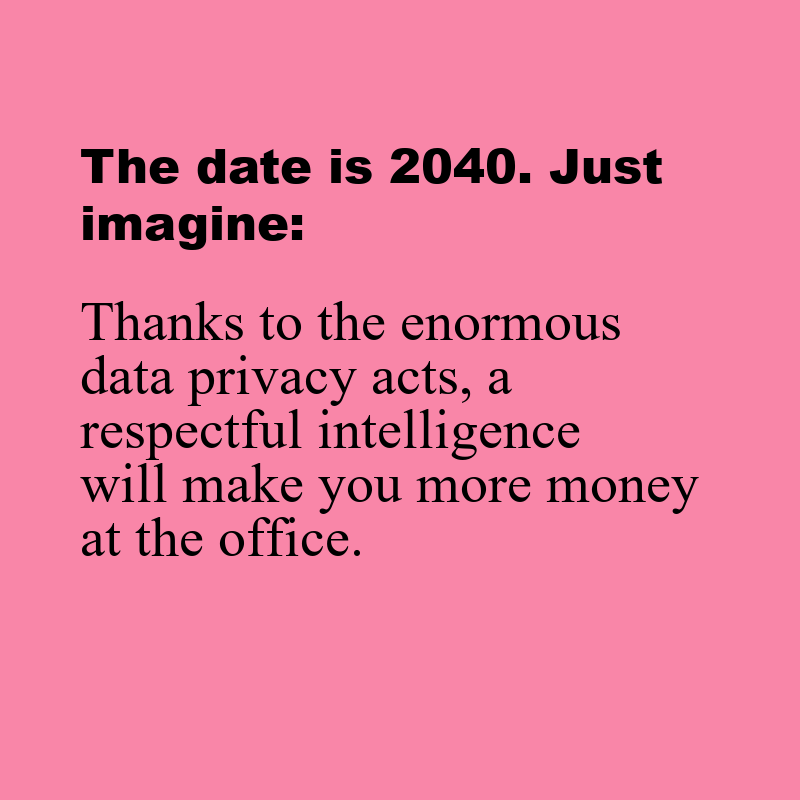 The date is 2040. Just
imagine:
Thanks to the enormous
data privacy acts, a
respectful intelligence
will make you more money
at the office.